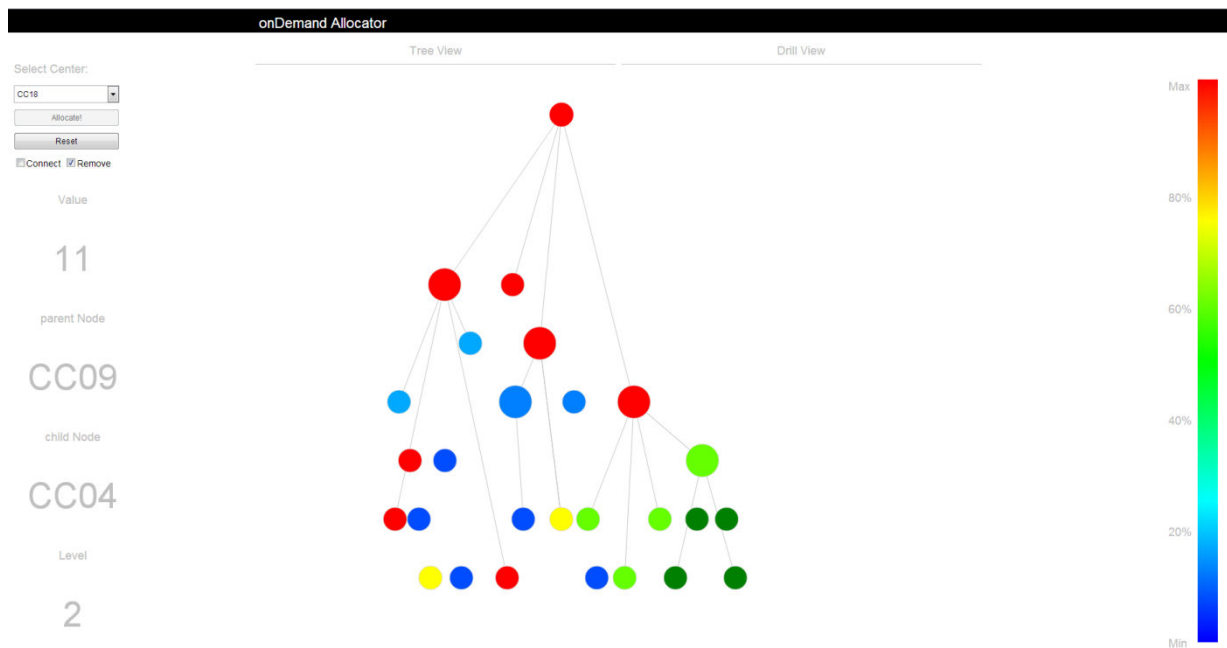 onDemand Allocator
Tree View
Drill View
Select Center:
CC18
Allocate!
Reset
Connect Remove
Value
11
parent Node
CC09
child Node
CC04
Level
2
Max
80%
60%
40%
20%
Min